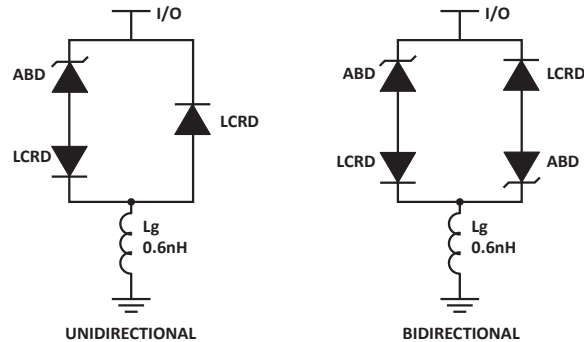 I/O
ABD
LCRD
LCRD
Lg
0.6nH
UNIDIRECTIONAL
I/O
ABD
LCRD
LCRD
ABD
Lg
0.6nH
BIDIRECTIONAL